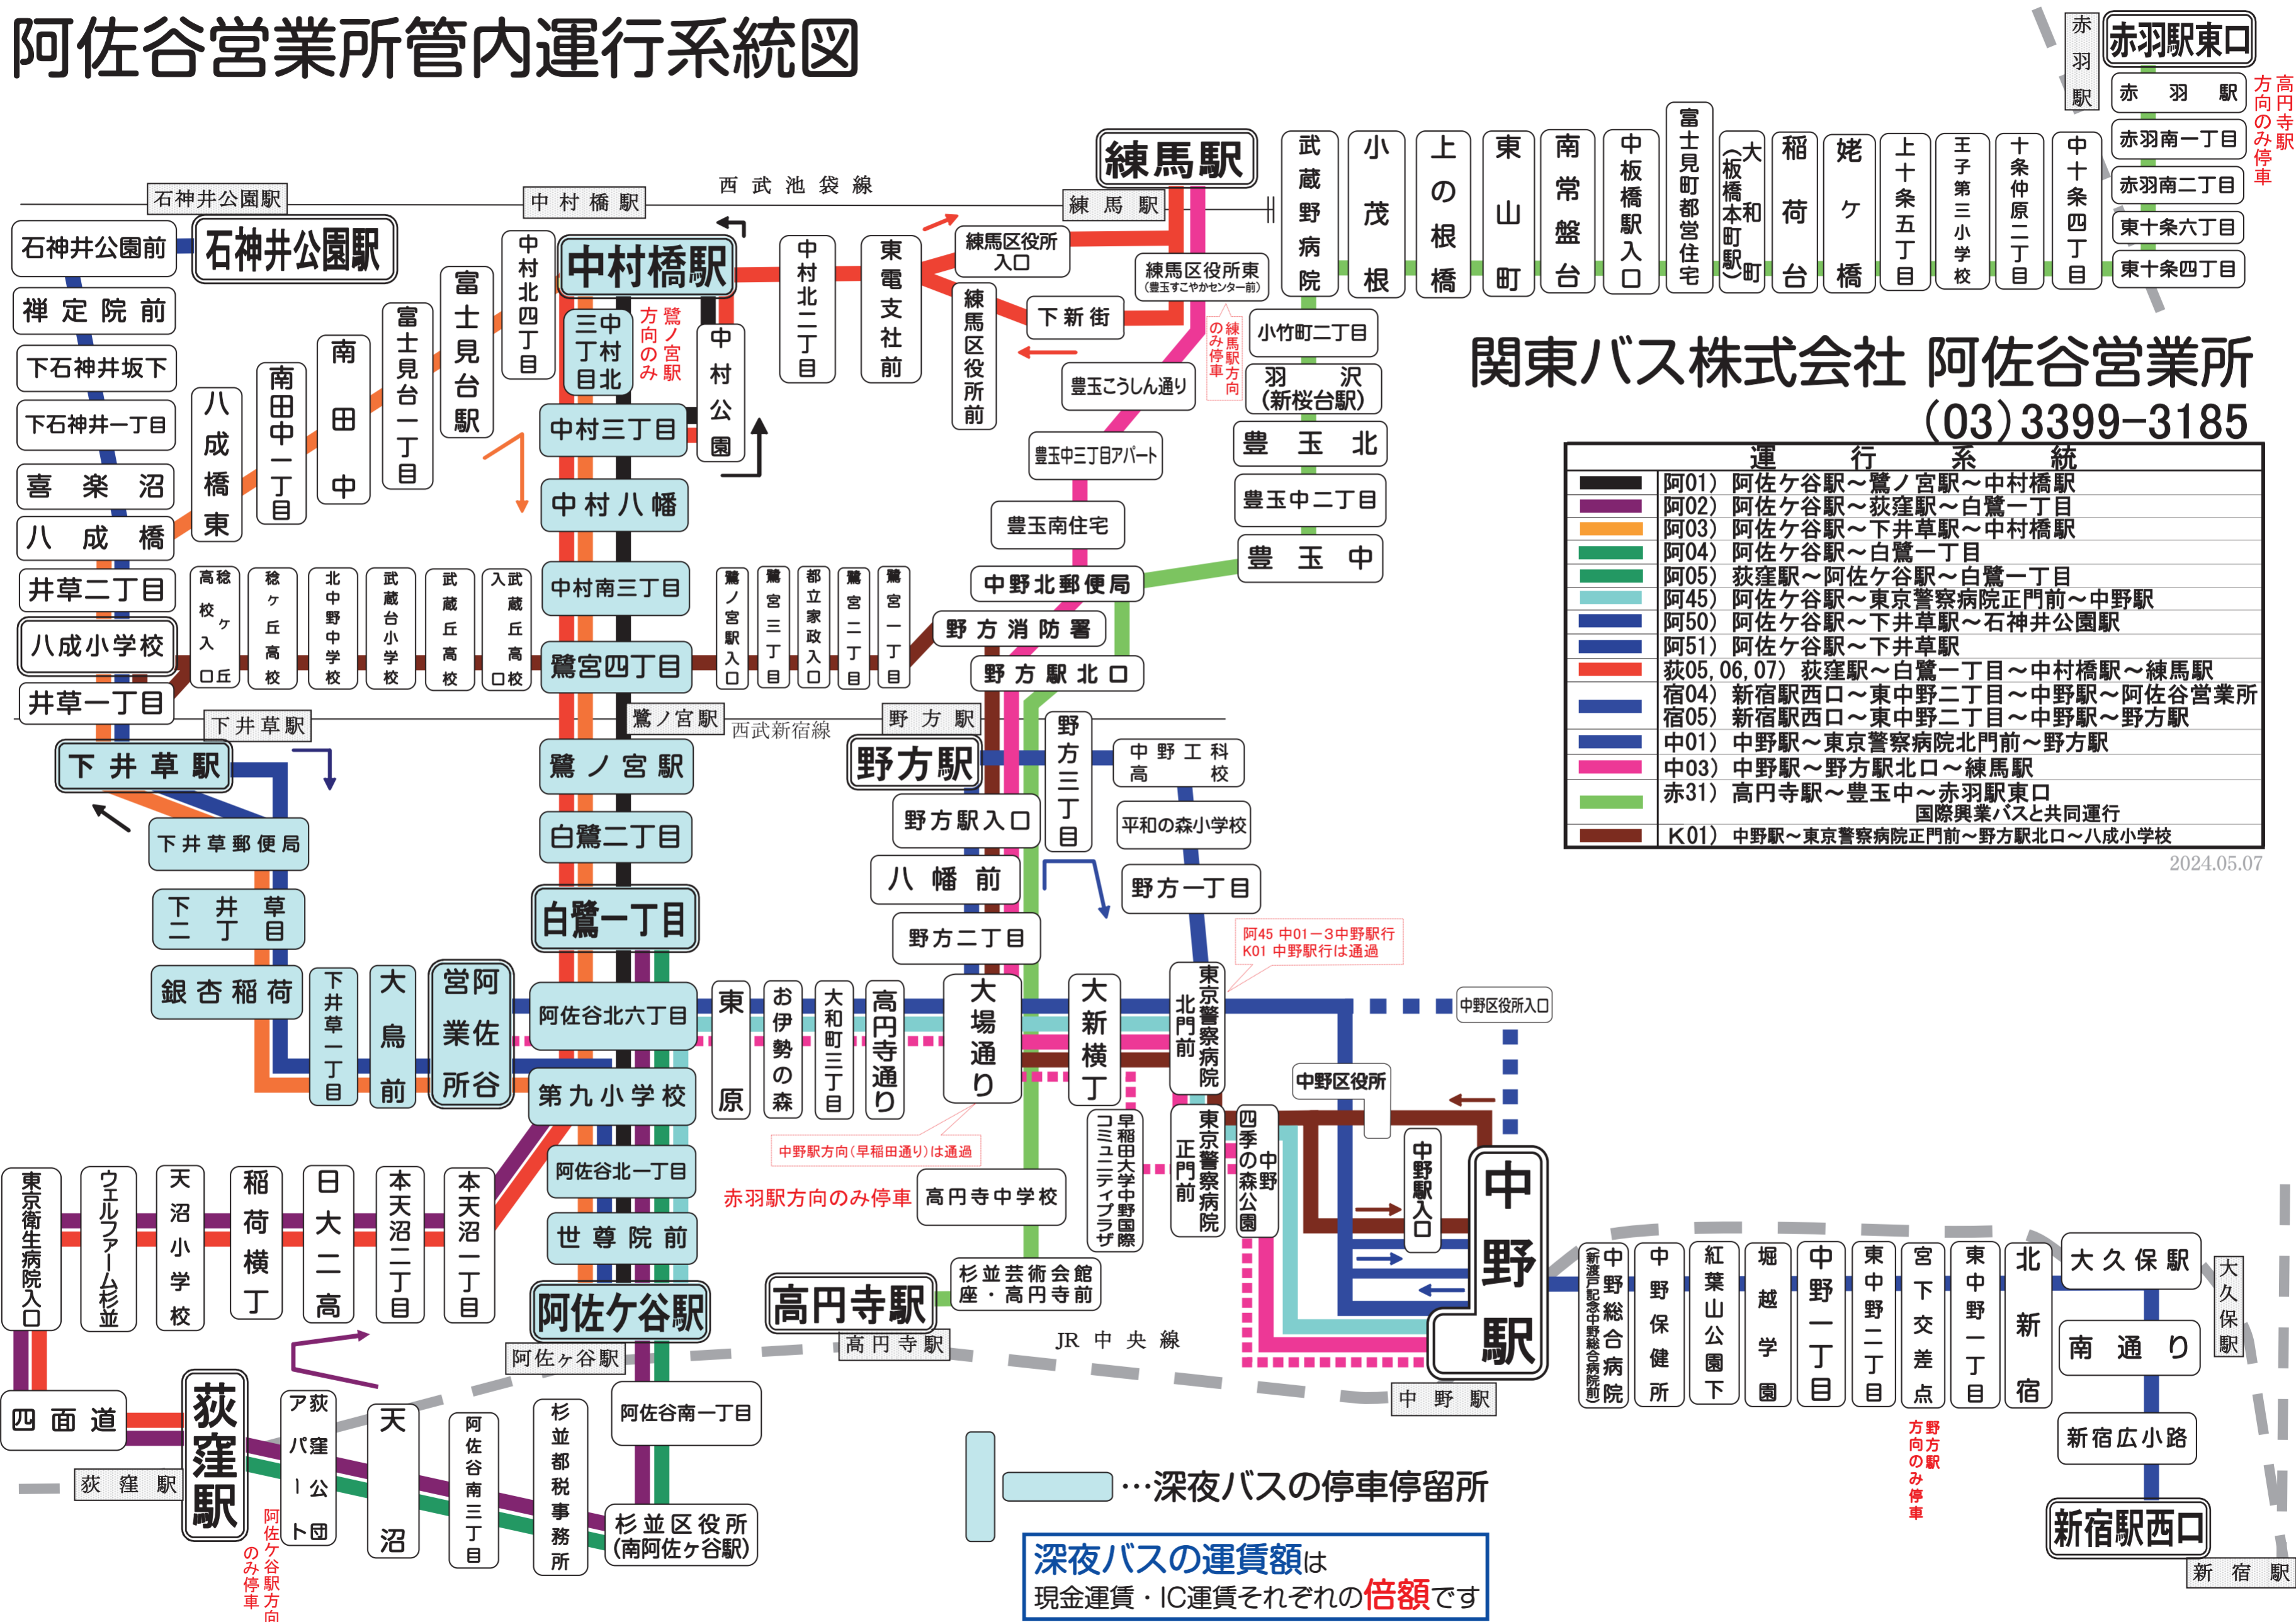 阿佐谷営業所管内運行系統図
赤羽駅
赤羽駅東口
赤羽駅
赤羽南一丁目
赤羽南二丁目
東十条六丁目
東十条四丁目
高円寺駅
方向のみ停車
中十条四丁目
十条仲原二丁目
王子第三小学校
上十条五丁目
姥ケ橋
稲荷台
大和町
(板橋本町駅)
富士見町都営住宅
中板橋駅入口
南常盤台
東山町
上の根橋
小茂根
武蔵野病院
小竹町二丁目
羽沢
(新桜台駅)
豊玉北
豊玉中二丁目
豊玉中
西武池袋線
石神井公園駅
中村橋駅
練馬駅
練馬駅
石神井公園前
石神井公園駅
禅定院前
下石神井坂下
下石神井一丁目
喜楽沼
八成橋
井草二丁目
八成小学校
井草一丁目
八成橋東
南田中一丁目
南田中
富士見台一丁目
富士見台駅
中村北四丁目
中村橋駅
中村北
三丁目
鷺ノ宮駅
方向のみ
中村公園
中村北二丁目
東電支社前
練馬区役所
入口
練馬区役所前
下新街
練馬区役所東
(豊玉すこやかセンター前)
練馬駅方向
のみ停車
豊玉こうしん通り
豊玉中三丁目アパート
豊玉南住宅
中野北郵便局
野方消防署
野方駅北口
中村三丁目
中村八幡
中村南三丁目
鷺宮四丁目
稔ヶ丘
高校入口
稔ヶ丘高校
北中野中学校
武蔵台小学校
武蔵丘高校
武蔵丘高校
入口
鷺ノ宮駅入口
鷺宮三丁目
都立家政入口
鷺宮二丁目
鷺宮一丁目
下井草駅
鷺ノ宮駅
西武新宿線
野方駅
下井草駅
下井草郵便局
下井草
二丁目
銀杏稲荷
下井草一丁目
大鳥前
阿佐谷
営業所
鷺ノ宮駅
白鷺二丁目
白鷺一丁目
阿佐谷北六丁目
第九小学校
阿佐谷北一丁目
世尊院前
阿佐ケ谷駅
野方駅
野方三丁目
中野工科
高校
野方駅入口
平和の森小学校
八幡前
野方一丁目
野方二丁目
阿45 中01-3中野駅行
K01 中野駅行は通過
東原
お伊勢の森
大和町三丁目
高円寺通り
大場通り
大新横丁
東京警察病院
北門前
中野区役所入口
中野区役所
中野駅方向(早稲田通り)は通過
早稲田大学中野国際
コミュニティプラザ
東京警察病院
正門前
中野
四季の森公園
中野駅入口
中野駅
赤羽駅方向のみ停車
高円寺中学校
杉並芸術会館
座・高円寺前
高円寺駅
高円寺駅
JR中央線
中野駅
東京衛生病院入口
ウェルファーム杉並
天沼小学校
稲荷横丁
日大二高
本天沼二丁目
本天沼一丁目
四面道
荻窪駅
荻窪駅
荻窪公団
アパート
阿佐ケ谷駅方向
のみ停車
天沼
阿佐谷南三丁目
杉並都税事務所
阿佐ヶ谷駅
阿佐谷南一丁目
杉並区役所
(南阿佐ヶ谷駅)
中野総合病院
(新渡戸記念中野総合病院前)
中野保健所
紅葉山公園下
堀越学園
中野一丁目
東中野二丁目
宮下交差点
野方駅
方向のみ停車
東中野一丁目
北新宿
大久保駅
大久保駅
南通り
新宿広小路
新宿駅西口
新宿駅
関東バス株式会社 阿佐谷営業所
(03)3399-3185
運行系統
阿01) 阿佐ケ谷駅~鷺ノ宮駅~中村橋駅
阿02) 阿佐ケ谷駅~荻窪駅~白鷺一丁目
阿03) 阿佐ケ谷駅~下井草駅~中村橋駅
阿04) 阿佐ケ谷駅~白鷺一丁目
阿05) 荻窪駅~阿佐ケ谷駅~白鷺一丁目
阿45) 阿佐ケ谷駅~東京警察病院正門前~中野駅
阿50) 阿佐ケ谷駅~下井草駅~石神井公園駅
阿51) 阿佐ケ谷駅~下井草駅
荻05,06,07) 荻窪駅~白鷺一丁目~中村橋駅~練馬駅
宿04) 新宿駅西口~東中野二丁目~中野駅~阿佐谷営業所
宿05) 新宿駅西口~東中野二丁目~中野駅~野方駅
中01) 中野駅~東京警察病院北門前~野方駅
中03) 中野駅~野方駅北口~練馬駅
赤31) 高円寺駅~豊玉中~赤羽駅東口
国際興業バスと共同運行
K01) 中野駅~東京警察病院正門前~野方駅北口~八成小学校
2024.05.07
…深夜バスの停車停留所
深夜バスの運賃額は
現金運賃・IC運賃それぞれの倍額です